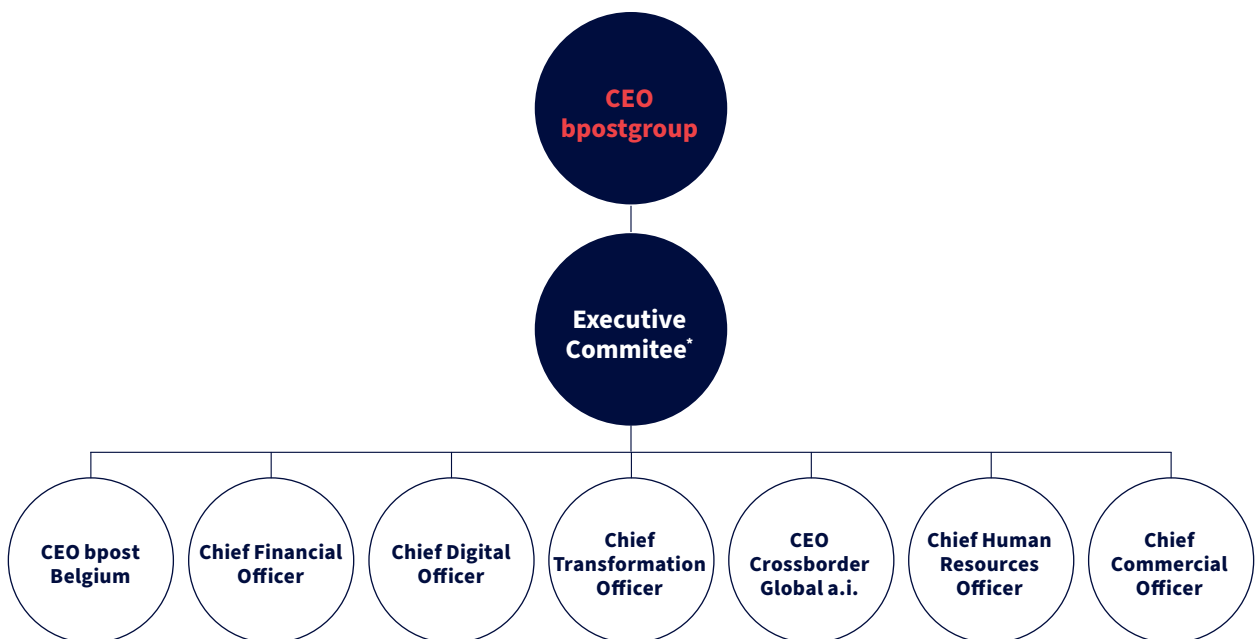 CEO
bpostgroup
Executive
Commitee*
CEO bpost
Belgium
Chief Financial
Officer
Chief Digital
Officer
Chief
Transformation
Officer
CEO
Crossborder
Global a.i.
Chief Human
Resources
Officer
Chief
Commercial
Officer